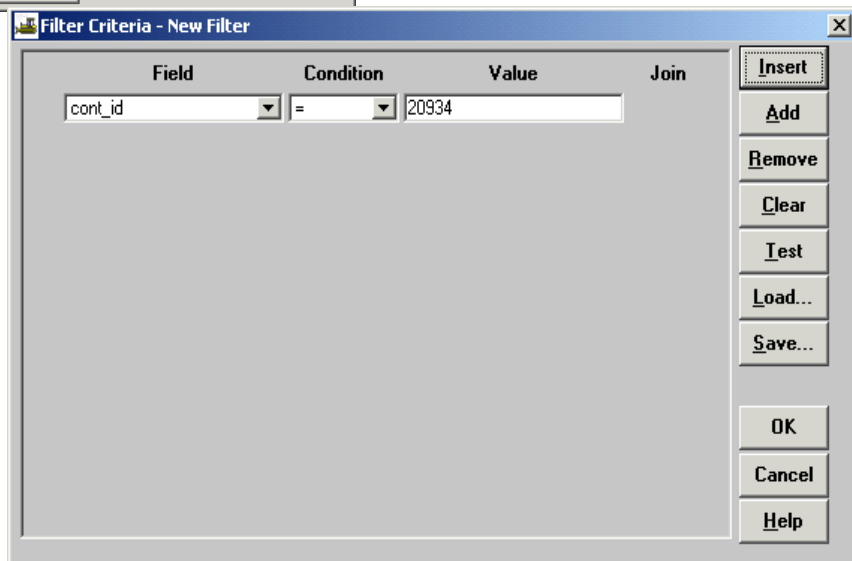 Filter Criteria - New Filter
Field Condition Value Join
cont_id = 20934
Insert
Add
Remove
Clear
Test
Load...
Save...
OK
Cancel
Help